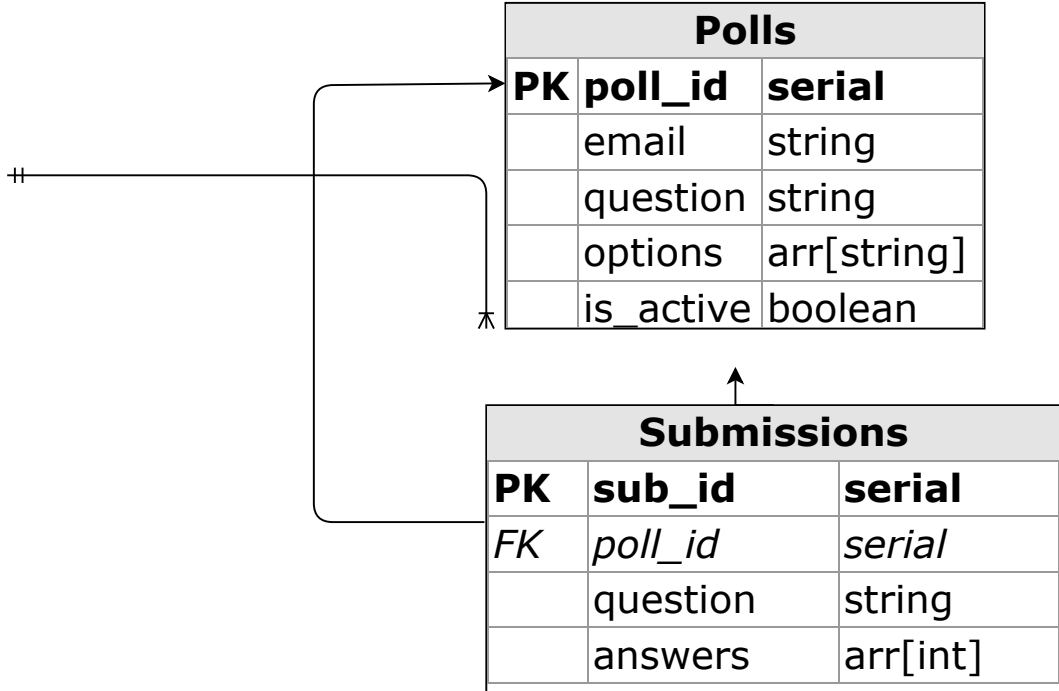 Polls
PK poll_id serial
email string
question string
options arr[string]
is_active boolean
Submissions
PK sub_id serial
FK poll_id serial
question string
answers arr[int]